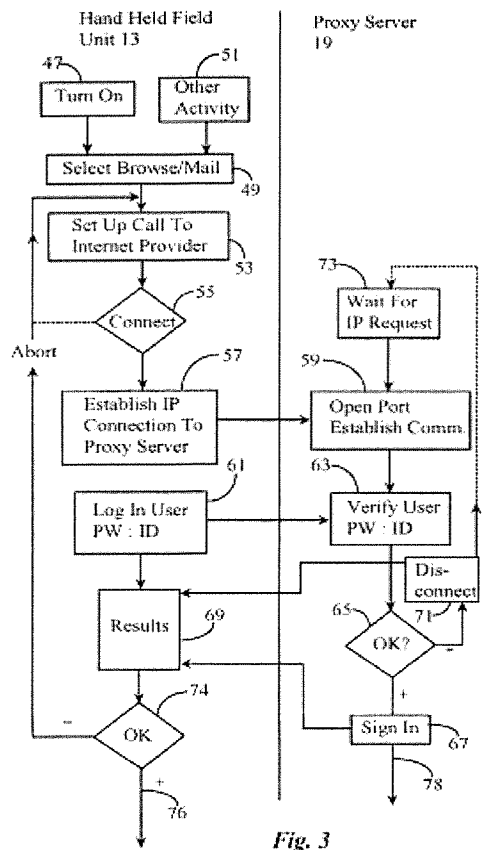 Hand Held Field
Unit 13
Proxy Server
19
47
Turn On
51
Other
Activity
Select Browse/Mail
49
Set Up Call To
Internet Provider
53
55
Connect
Abort
57
Establish IP
Connection To
Proxy Server
73
Wait For
IP Request
59
Open Port
Establish Comm.
61
Log In User
PW : ID
63
Verify User
PW : ID
Dis-
connect
71
65
OK?
-
+
Results
69
Sign In
67
78
74
OK
-
+
76
Fig. 3